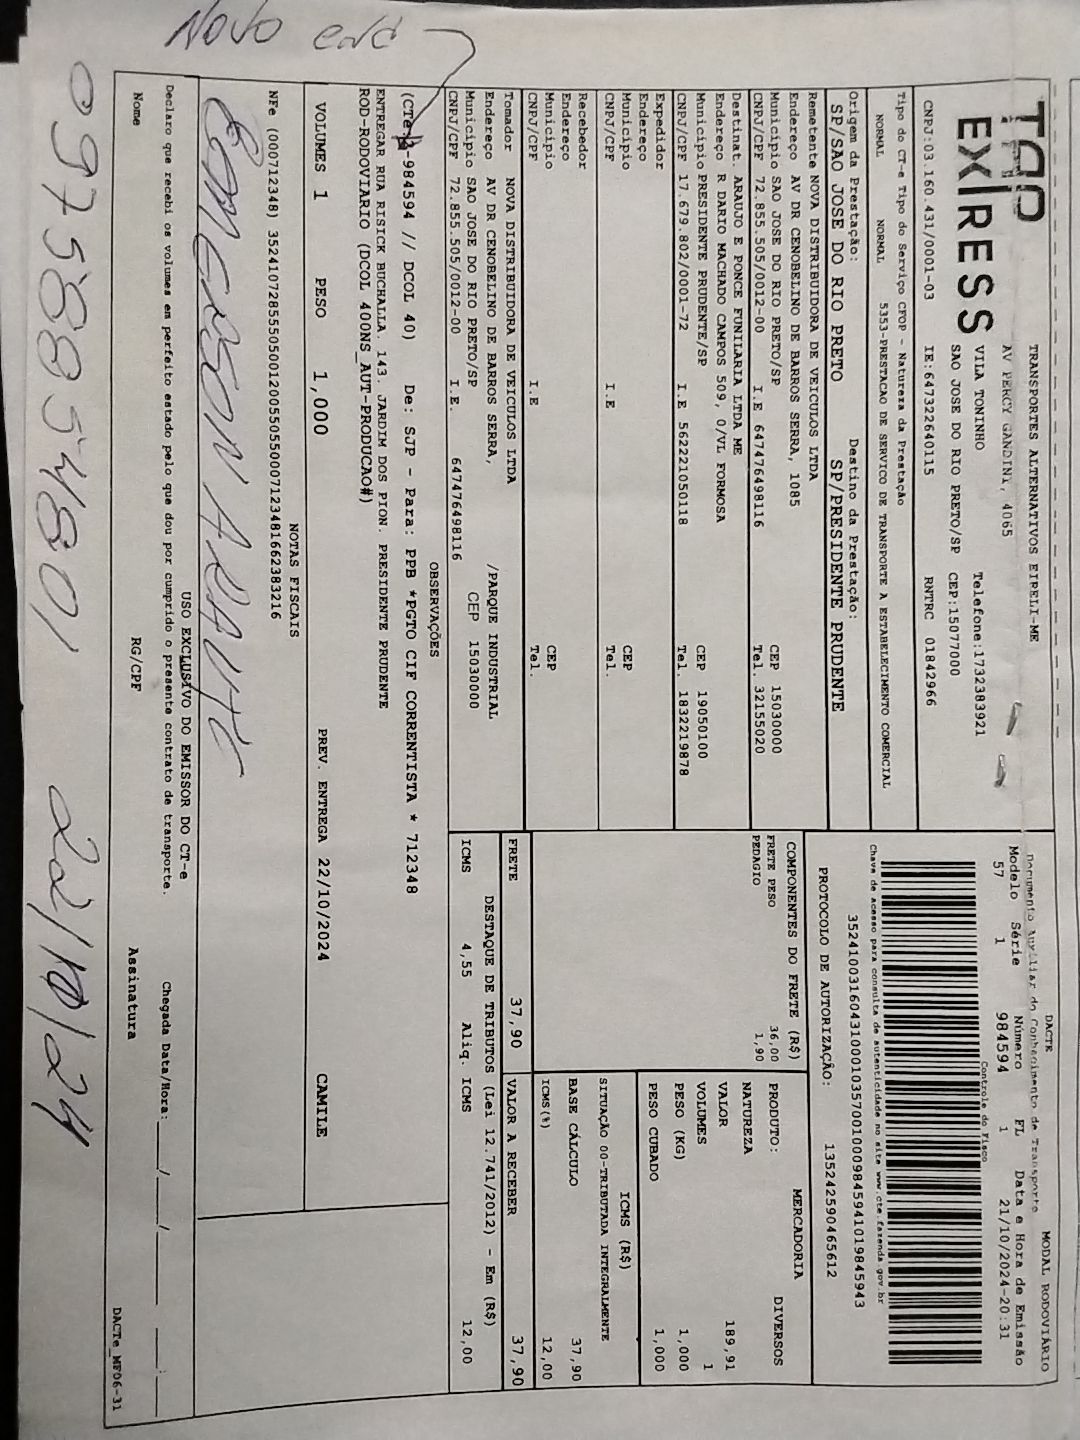 Novo end
TAP EX/RESS
TRANSPORTES ALTERNATIVOS EIRELI-ME
AV PERCY GANDINI, 4065
VILA TONINHO Telefone:1732383921
SAO JOSE DO RIO PRETO/SP CEP:15077000
CNPJ:03.160.431/0001-03 IE:647322640115 RNTRC 01842966
Tipo do CT-e Tipo do Serviço CFOP - Natureza da Prestação
NORMAL NORMAL 5353-PRESTACAO DE SERVICO DE TRANSPORTE A ESTABELECIMENTO COMERCIAL
Origem da Prestação: Destino da Prestação:
SP/SAO JOSE DO RIO PRETO SP/PRESIDENTE PRUDENTE
Remetente NOVA DISTRIBUIDORA DE VEICULOS LTDA
Endereço AV DR CENOBELINO DE BARROS SERRA, 1085
Município SAO JOSE DO RIO PRETO/SP CEP 15030000
CNPJ/CPF 72.855.505/0012-00 I.E 647476498116 Tel. 32155020
Destinat. ARAUJO E PONCE FUNILARIA LTDA ME
Endereço R DARIO MACHADO CAMPOS 509, 0/VL FORMOSA
Município PRESIDENTE PRUDENTE/SP CEP 19050100
CNPJ/CPF 17.679.802/0001-72 I.E 562221050118 Tel. 1832219878
Expedidor
Endereço
Município CEP
CNPJ/CPF I.E Tel.
Recebedor
Endereço
Município CEP
CNPJ/CPF I.E Tel.
Tomador NOVA DISTRIBUIDORA DE VEICULOS LTDA
Endereço AV DR CENOBELINO DE BARROS SERRA, /PARQUE INDUSTRIAL
Município SAO JOSE DO RIO PRETO/SP CEP 15030000
CNPJ/CPF 72.855.505/0012-00 I.E. 647476498116
DACTE MODAL RODOVIÁRIO
Documento Auxiliar do Conhecimento de Transporte
Modelo Série Número FL Data e Hora de Emissão
57 1 984594 1 21/10/2024-20:31
Controle do Fisco
Chave de acesso para consulta de autenticidade no site www.cte.fazenda.gov.br
35241003160431000103570010009845941019845943
PROTOCOLO DE AUTORIZAÇÃO: 135242590465612
COMPONENTES DO FRETE (R$)
FRETE PESO 36,00
PEDAGIO 1,90
MERCADORIA
PRODUTO: DIVERSOS
NATUREZA
VALOR 189,91
VOLUMES 1
PESO (KG) 1,000
PESO CUBADO 1,000
ICMS (R$)
SITUAÇÃO 00-TRIBUTADA INTEGRALMENTE
BASE CÁLCULO 37,90
ICMS(%) 12,00
FRETE 37,90 VALOR A RECEBER 37,90
DESTAQUE DE TRIBUTOS (Lei 12.741/2012) - Em (R$)
ICMS 4,55 Aliq. ICMS 12,00
OBSERVAÇÕES
-984594 // DCOL 40) De: SJP - Para: PPB *PGTO CIF CORRENTISTA * 712348
ENTREGAR RUA RISICK BUCHALLA. 143. JARDIM DOS PION. PRESIDENTE PRUDENTE
ROD-RODOVIARIO (DCOL 400NS_AUT-PRODUCAO#)
VOLUMES 1 PESO 1,000 PREV. ENTREGA 22/10/2024 CAMILE
NOTAS FISCAIS
NFe (000712348) 35241072855505001200550550007123481662383216
USO EXCLUSIVO DO EMISSOR DO CT-e
Declaro que recebi os volumes em perfeito estado pelo que dou por cumprido o presente contrato de transporte. Chegada Data/Hora: ___/___/______ ___:___
Nome RG/CPF Assinatura
DACTe_MF06-31
22/10/24